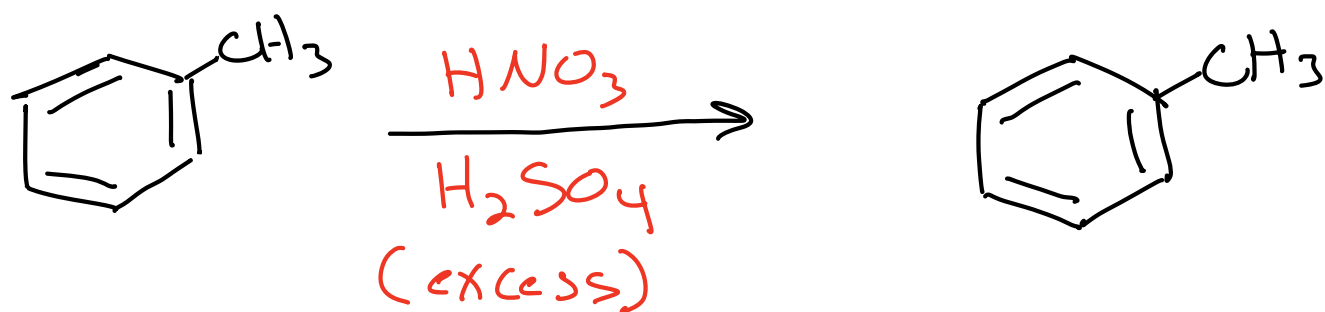 CH₃
HNO₃
H₂SO₄
(excess)
CH₃